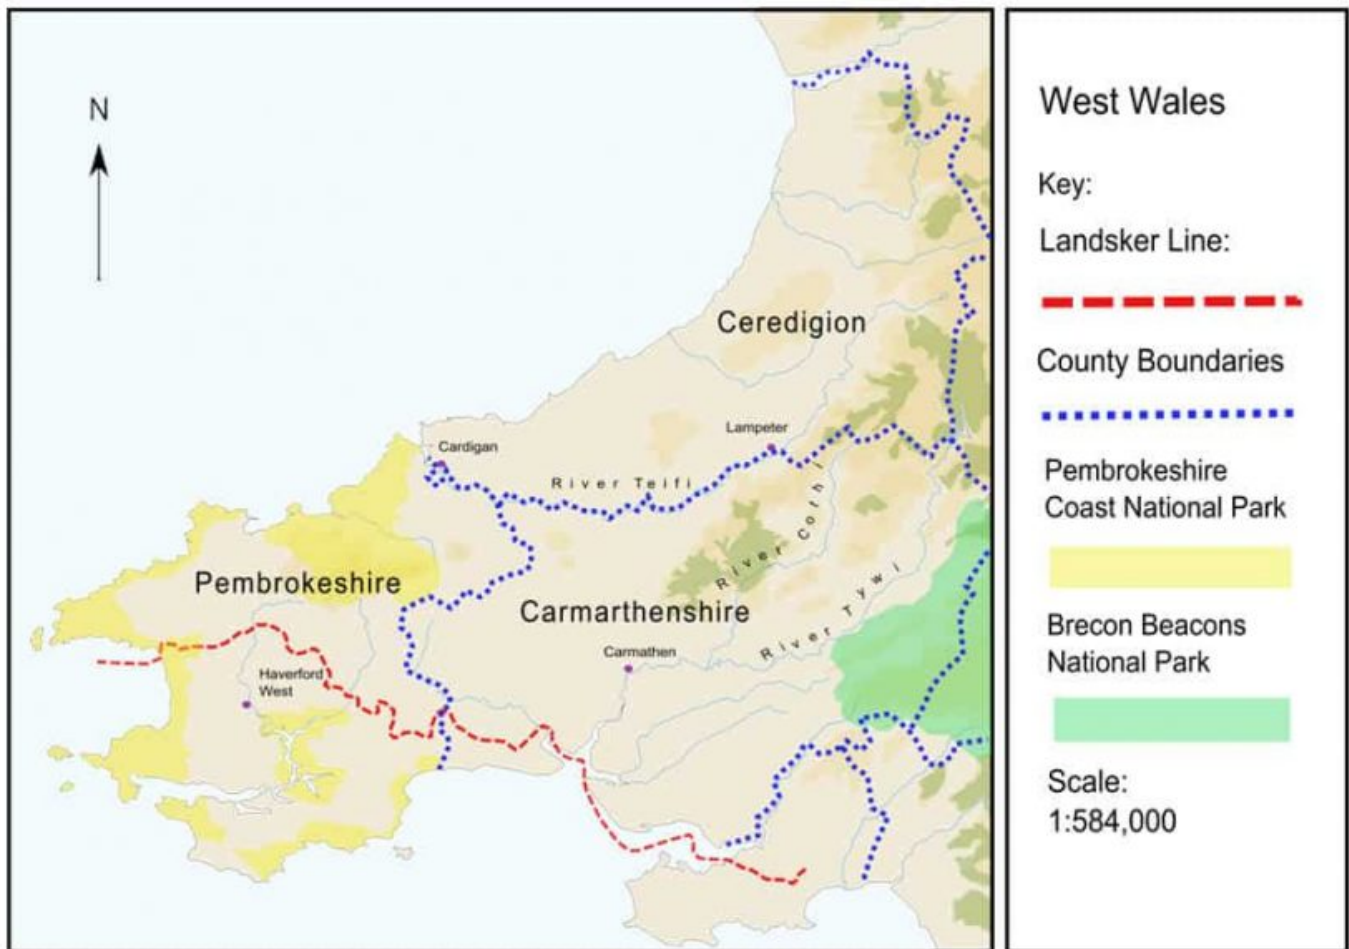 N
Ceredigion
Lampeter
Cardigan
River Teifi
River Cothi
Pembrokeshire
Carmarthenshire
River Tywi
Carmathen
Haverford
West
West Wales
Key:
Landsker Line:
County Boundaries
Pembrokeshire
Coast National Park
Brecon Beacons
National Park
Scale:
1:584,000